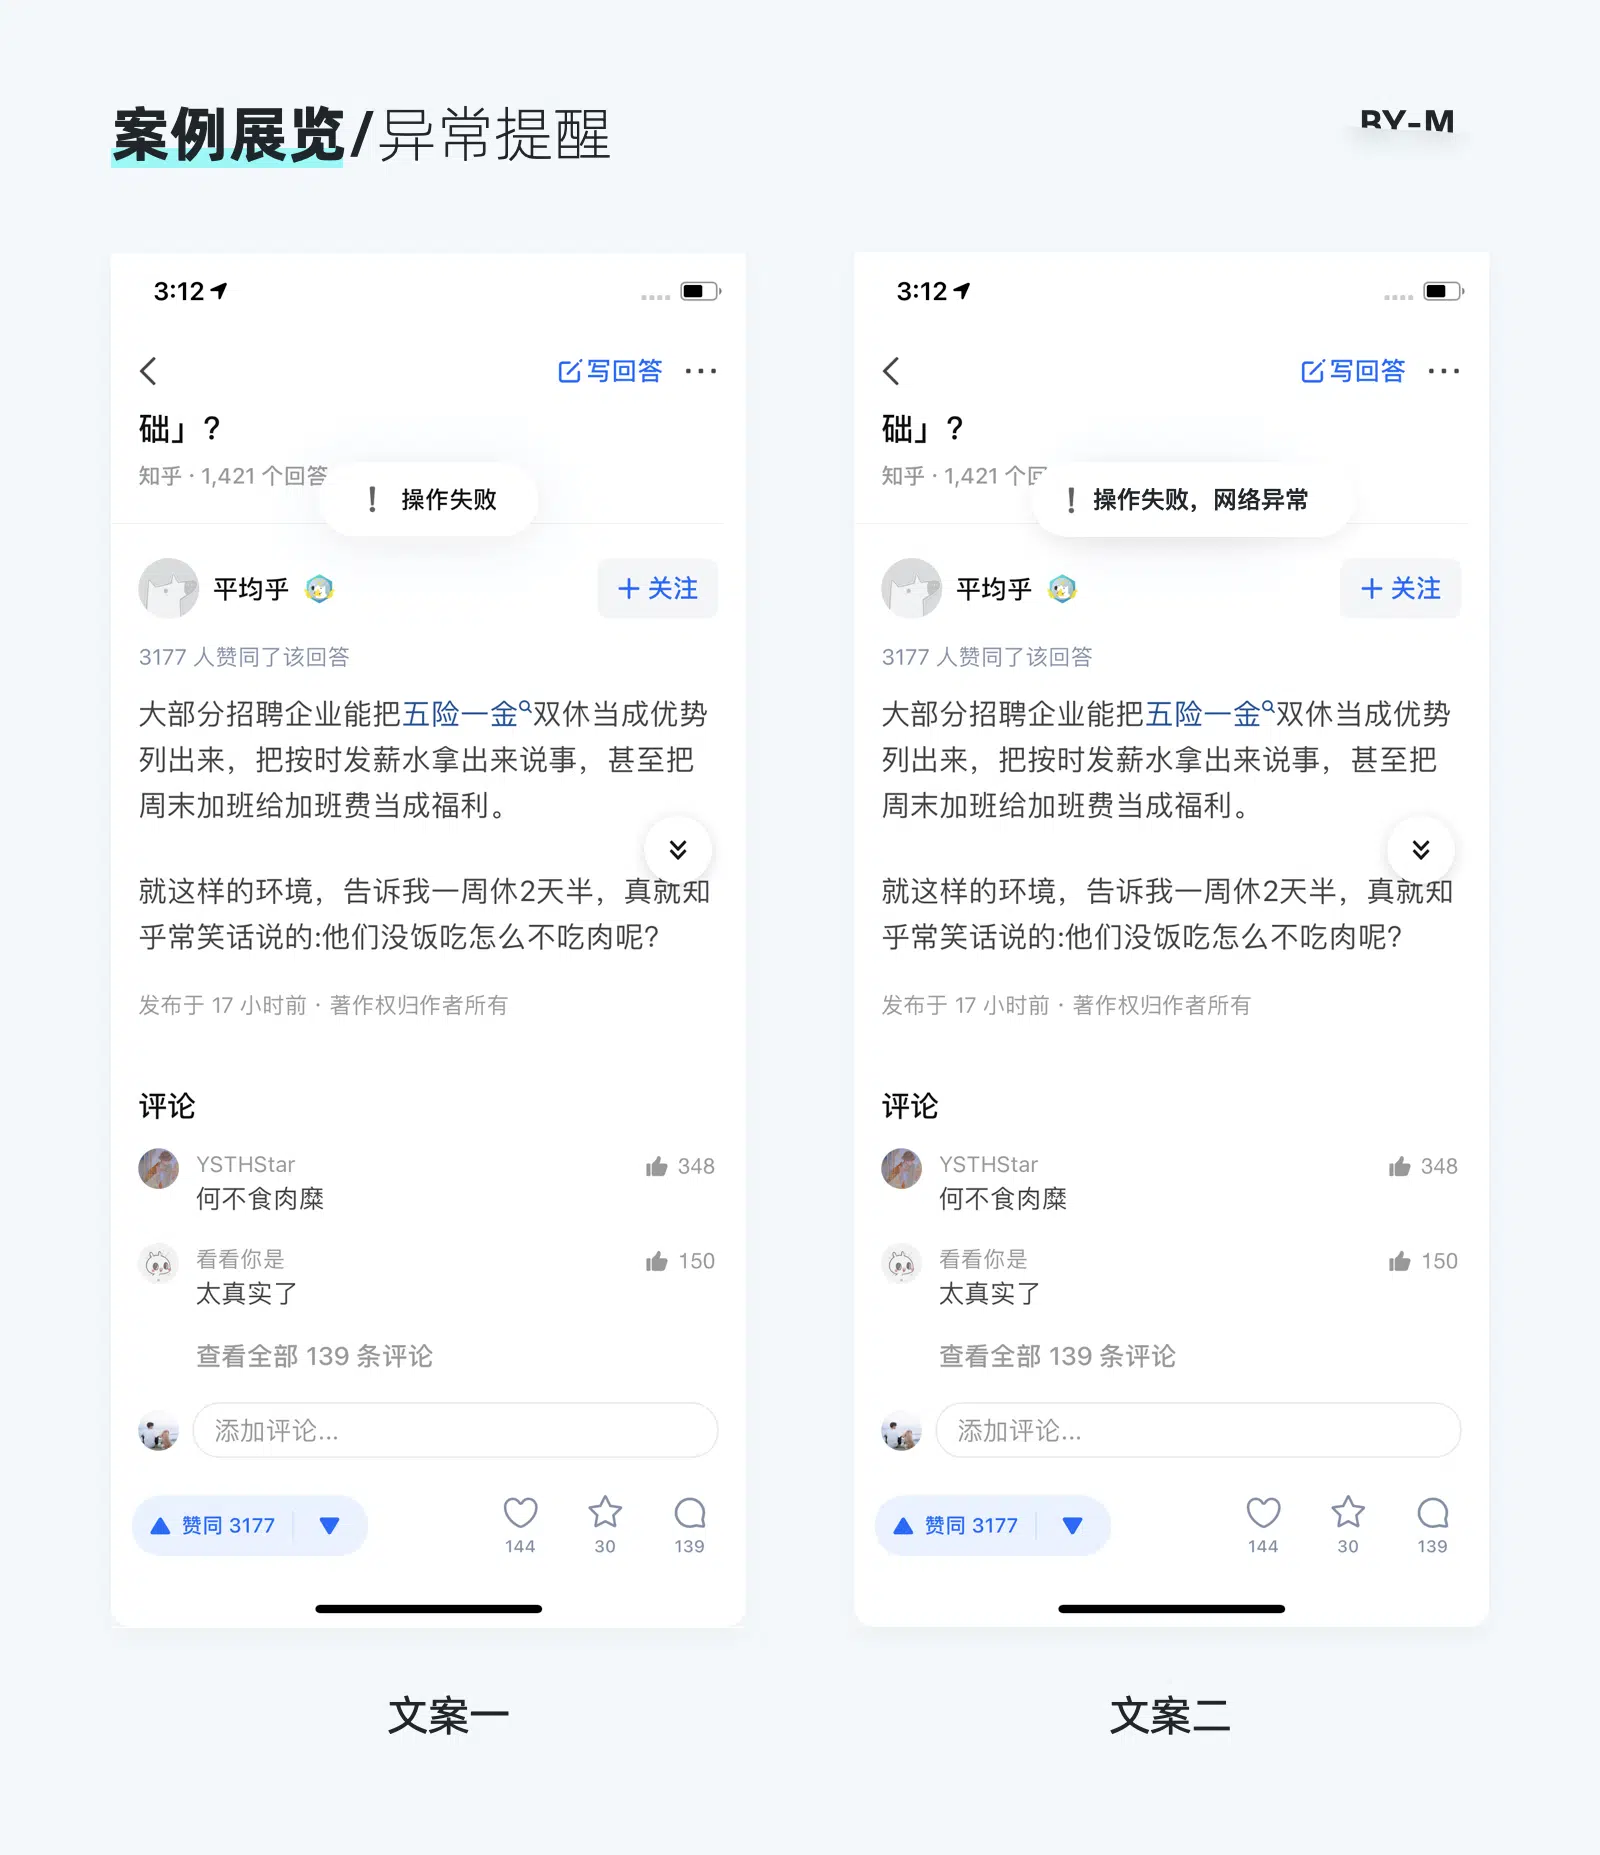 案例展览/异常提醒
BY-M
3:12
写回答
础」?
知乎 · 1,421 个回答
! 操作失败
平均乎
+ 关注
3177 人赞同了该回答
大部分招聘企业能把五险一金双休当成优势
列出来，把按时发薪水拿出来说事，甚至把
周末加班给加班费当成福利。
就这样的环境，告诉我一周休2天半，真就知
乎常笑话说的:他们没饭吃怎么不吃肉呢?
发布于 17 小时前 · 著作权归作者所有
评论
YSTHStar
348
何不食肉糜
看看你是
150
太真实了
查看全部 139 条评论
添加评论...
赞同 3177
144
30
139
文案一
3:12
写回答
础」?
知乎 · 1,421 个
! 操作失败，网络异常
平均乎
+ 关注
3177 人赞同了该回答
大部分招聘企业能把五险一金双休当成优势
列出来，把按时发薪水拿出来说事，甚至把
周末加班给加班费当成福利。
就这样的环境，告诉我一周休2天半，真就知
乎常笑话说的:他们没饭吃怎么不吃肉呢?
发布于 17 小时前 · 著作权归作者所有
评论
YSTHStar
348
何不食肉糜
看看你是
150
太真实了
查看全部 139 条评论
添加评论...
赞同 3177
144
30
139
文案二